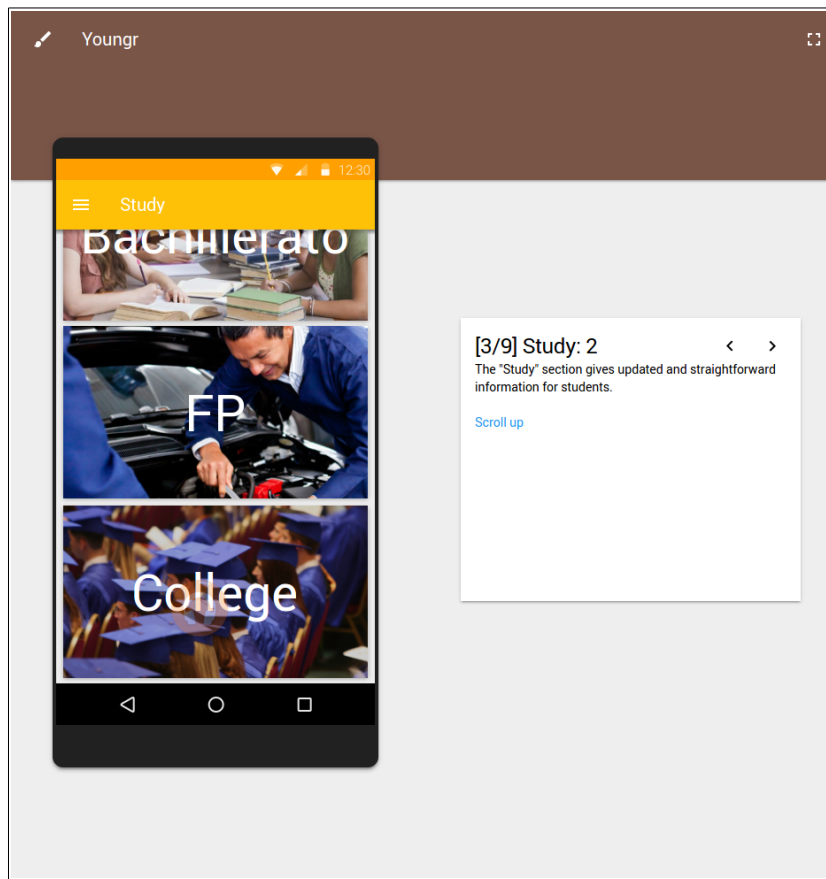 Youngr
12:30
Study
Bachillerato
FP
College
[3/9] Study: 2
The "Study" section gives updated and straightforward
information for students.
Scroll up